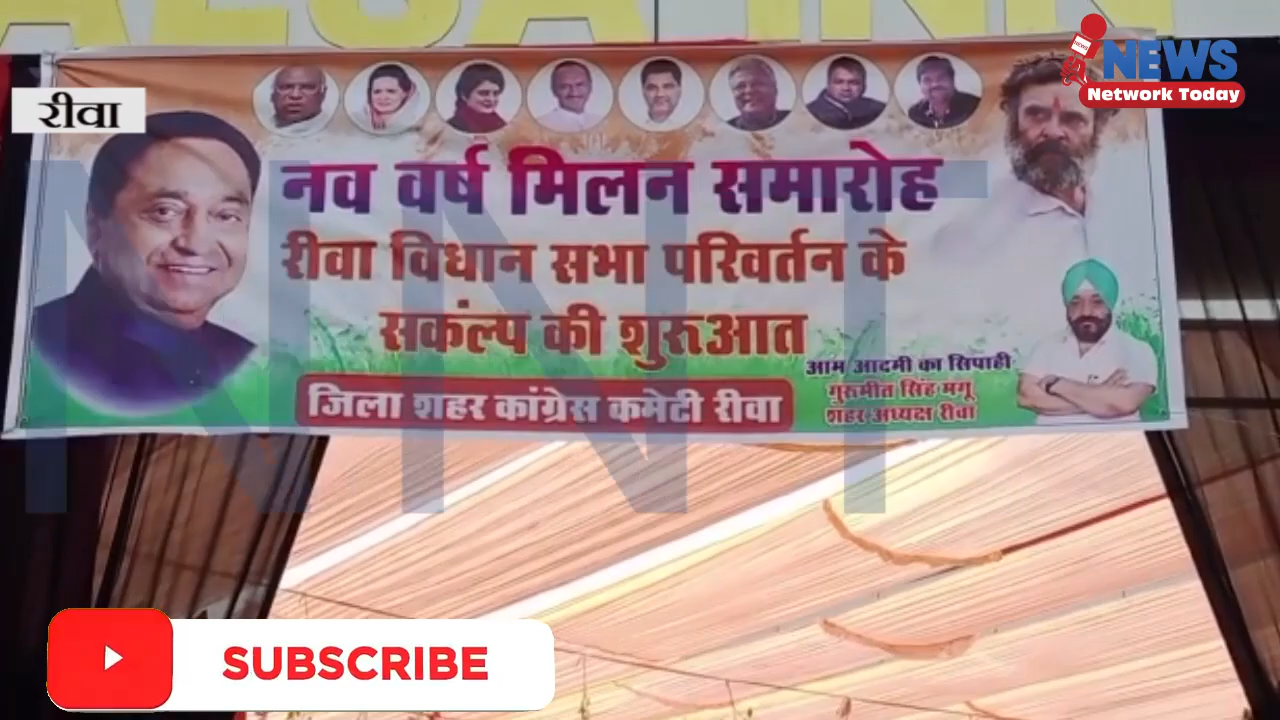 NEWS
Network Today
रीवा
नव वर्ष मिलन समारोह
रीवा विधान सभा परिवर्तन के
सकंल्प की शुरूआत
आम आदमी का सिपाही
गुरूमीत सिंह मगू
शहर अध्यक्ष रीवा
जिला शहर कांग्रेस कमेटी रीवा
NNT
SUBSCRIBE